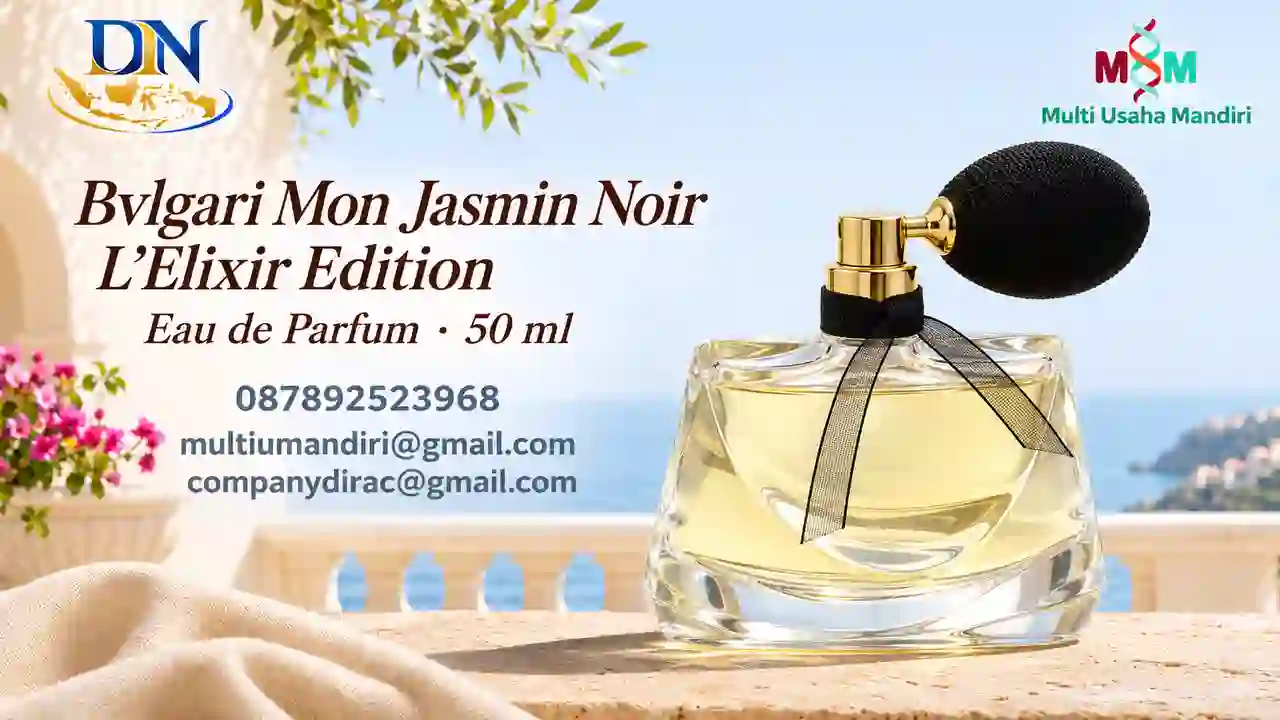 DN
MSM
Multi Usaha Mandiri
Bvlgari Mon Jasmin Noir
L’Elixir Edition
Eau de Parfum · 50 ml
087892523968
multiumandiri@gmail.com
companydirac@gmail.com